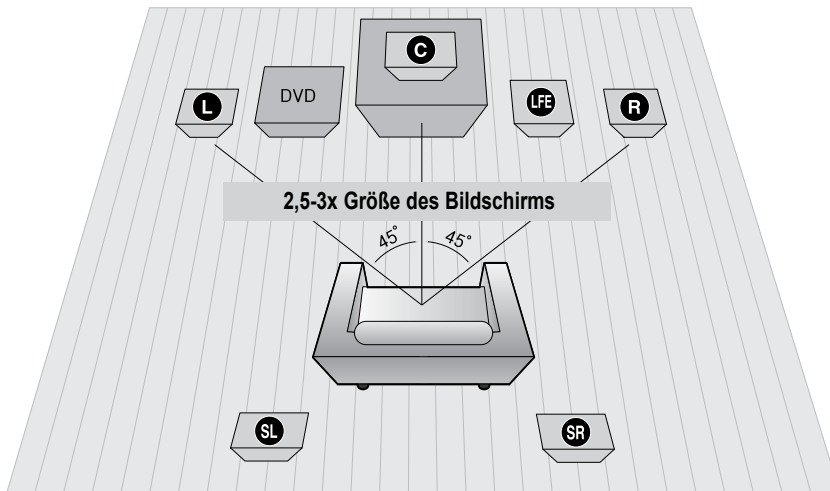 C
L
DVD
LFE
R
2,5-3x Größe des Bildschirms
45˚
45˚
SL
SR